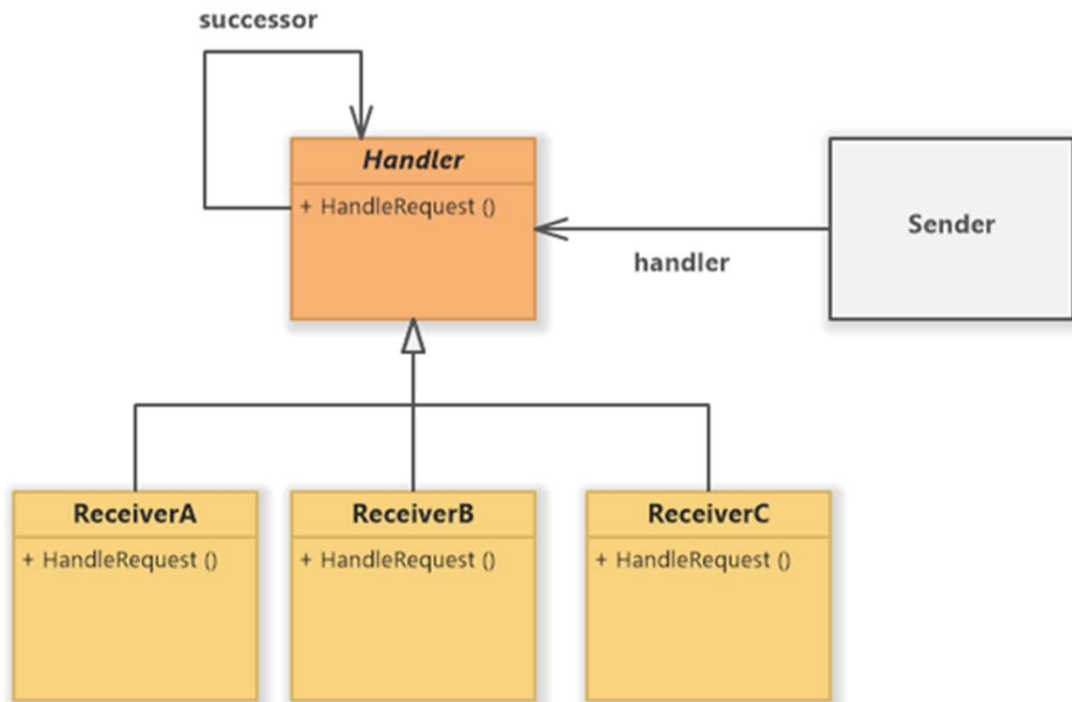 successor
Handler
+ HandleRequest ()
Sender
handler
ReceiverA
+ HandleRequest ()
ReceiverB
+ HandleRequest ()
ReceiverC
+ HandleRequest ()